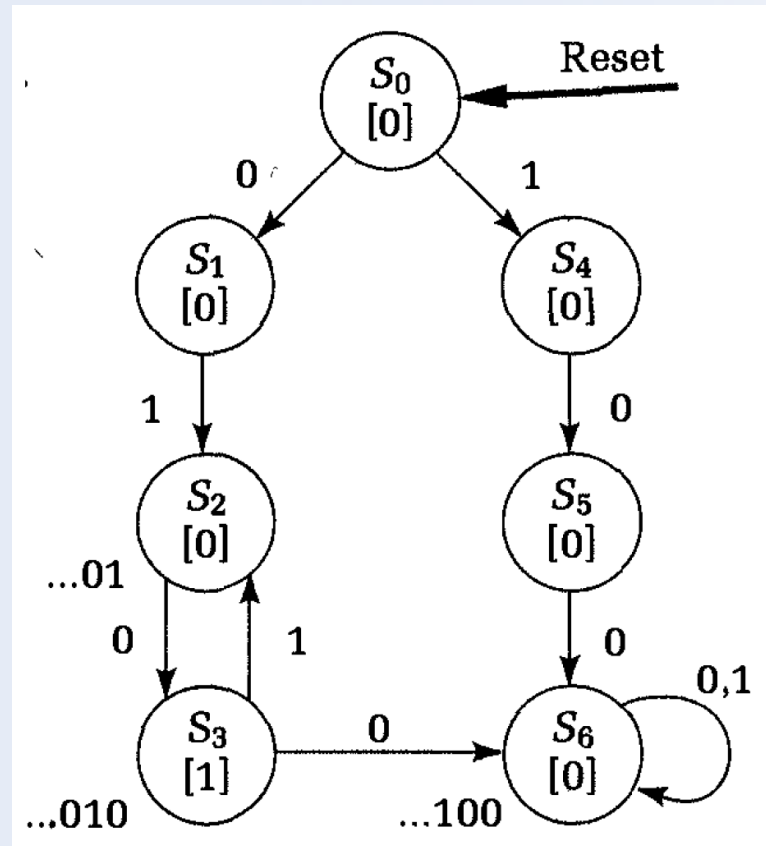 Reset
S₀
[0]
0
1
S₁
[0]
S₄
[0]
1
0
S₂
[0]
S₅
[0]
...01
0
1
0
0,1
S₃
[1]
0
S₆
[0]
...010
...100